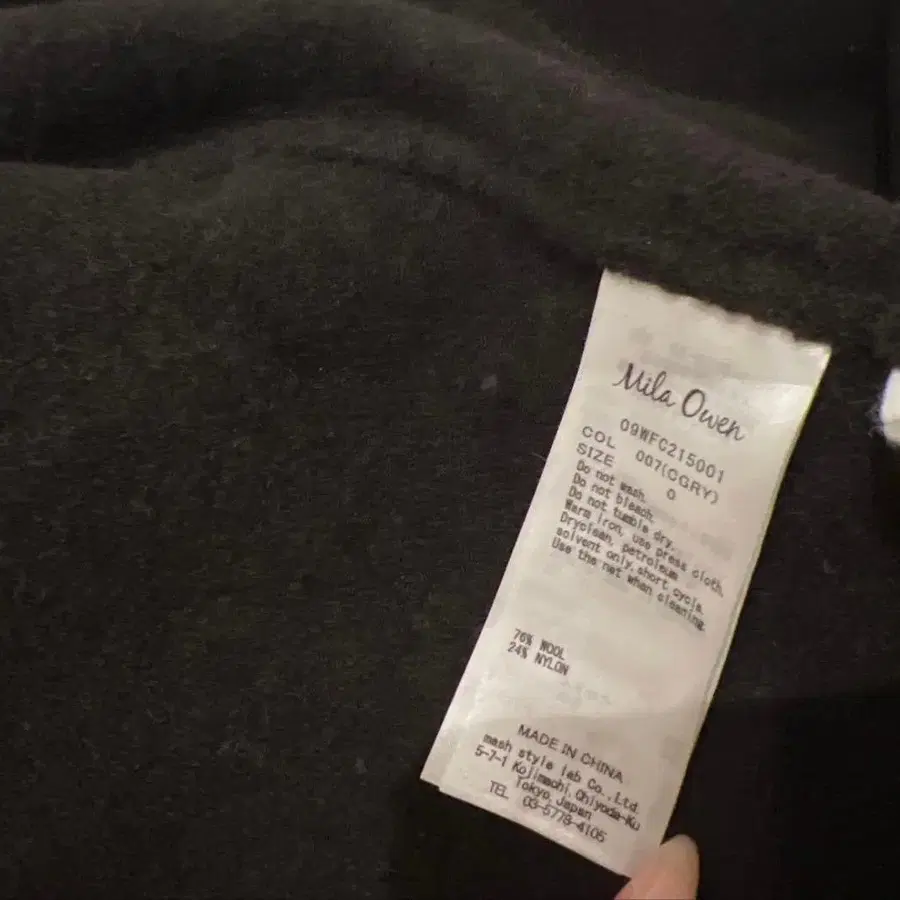 Mila Owen
09WFC215001
COL 007(CGRY)
SIZE 0
Do not wash.
Do not bleach.
Do not tumble dry.
Warm iron, use press cloth.
Dryclean, petroleum
solvent only, short cycle.
Use the net when cleaning.
76% WOOL
24% NYLON
MADE IN CHINA
mash style lab Co., Ltd.
5-7-1 Kojimachi, Chiyoda-Ku
Tokyo, Japan
TEL 03-5778-4105